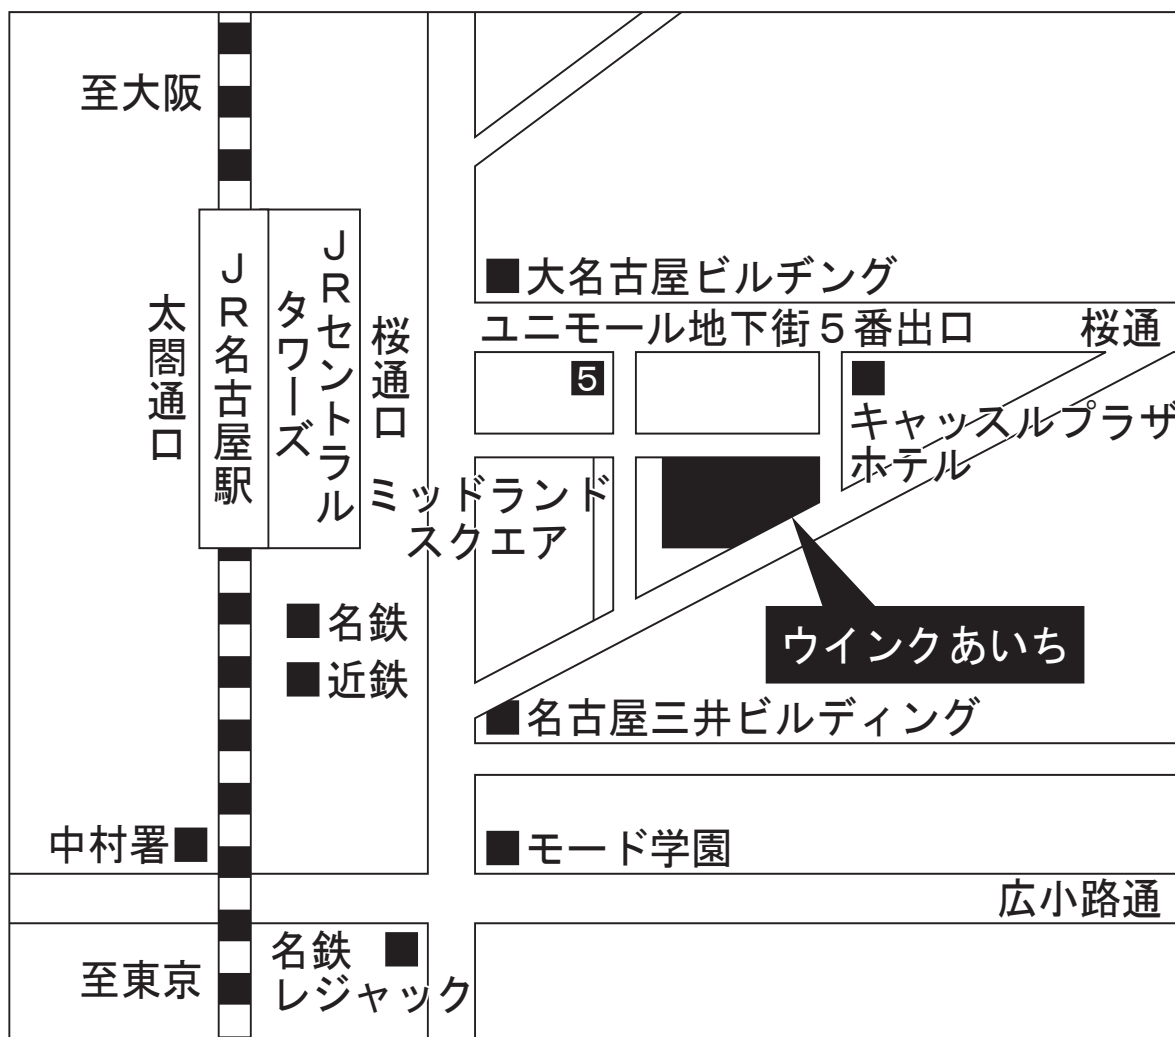 至大阪
太閤通口
ＪＲ名古屋駅
ＪＲセントラル
タワーズ
桜通口
■大名古屋ビルヂング
ユニモール地下街５番出口
桜通
5
■
キャッスルプラザ
ホテル
ミッドランド
スクエア
ウインクあいち
■名鉄
■近鉄
■名古屋三井ビルディング
中村署■
■モード学園
広小路通
至東京
名鉄 ■
レジャック